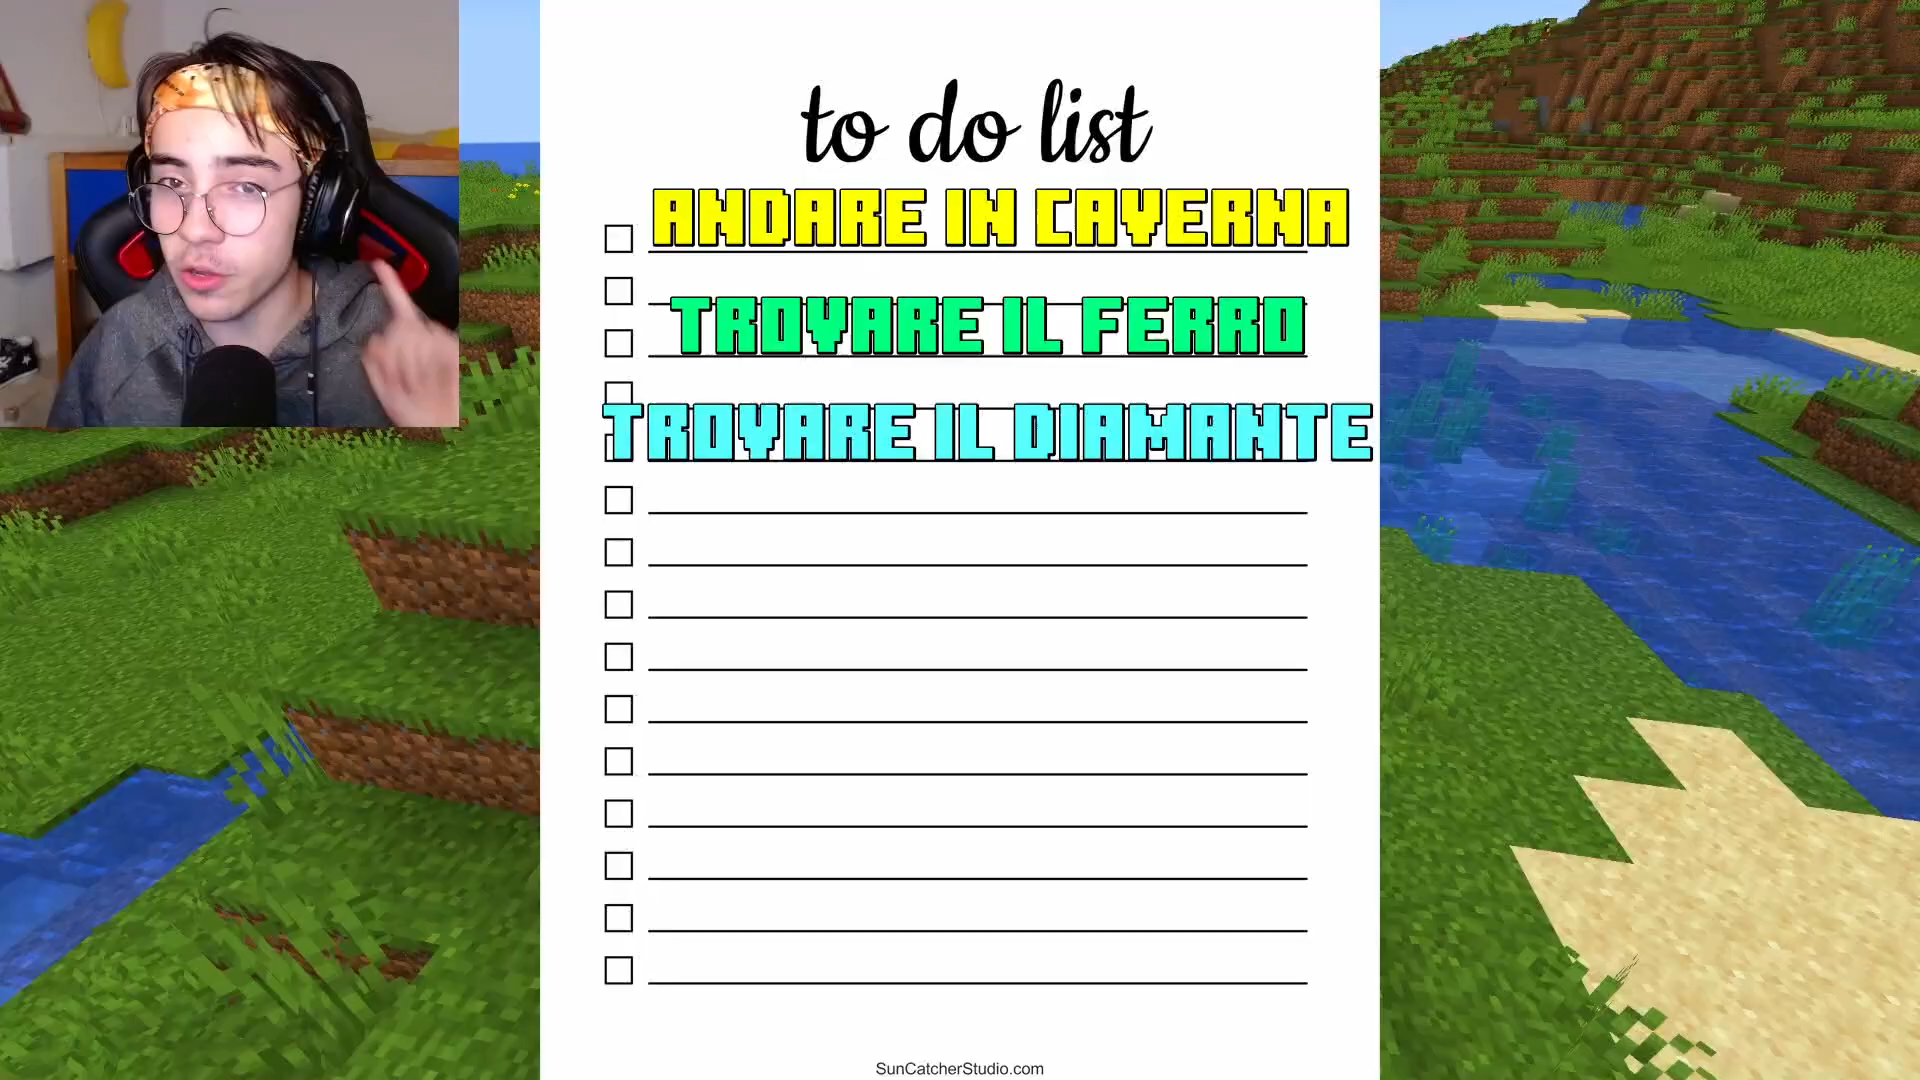 to do list
ANDARE IN CAVERNA
TROVARE IL FERRO
TROVARE IL DIAMANTE
SunCatcherStudio.com